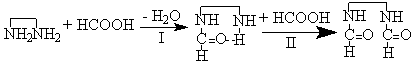 NH2NH2 + HCOOH - H2O I NH NH C=O--H H + HCOOH II NH NH C=O C=O H H